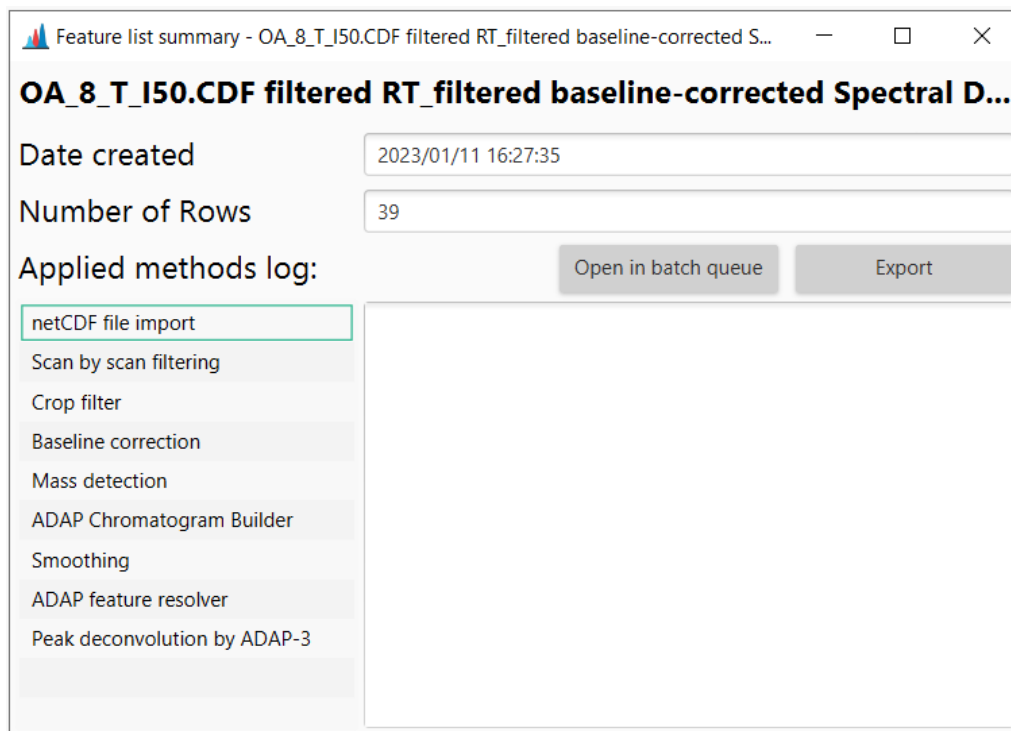 Feature list summary - OA_8_T_I50.CDF filtered RT_filtered baseline-corrected S...
OA_8_T_I50.CDF filtered RT_filtered baseline-corrected Spectral D...
Date created
2023/01/11 16:27:35
Number of Rows
39
Applied methods log:
Open in batch queue
Export
netCDF file import
Scan by scan filtering
Crop filter
Baseline correction
Mass detection
ADAP Chromatogram Builder
Smoothing
ADAP feature resolver
Peak deconvolution by ADAP-3